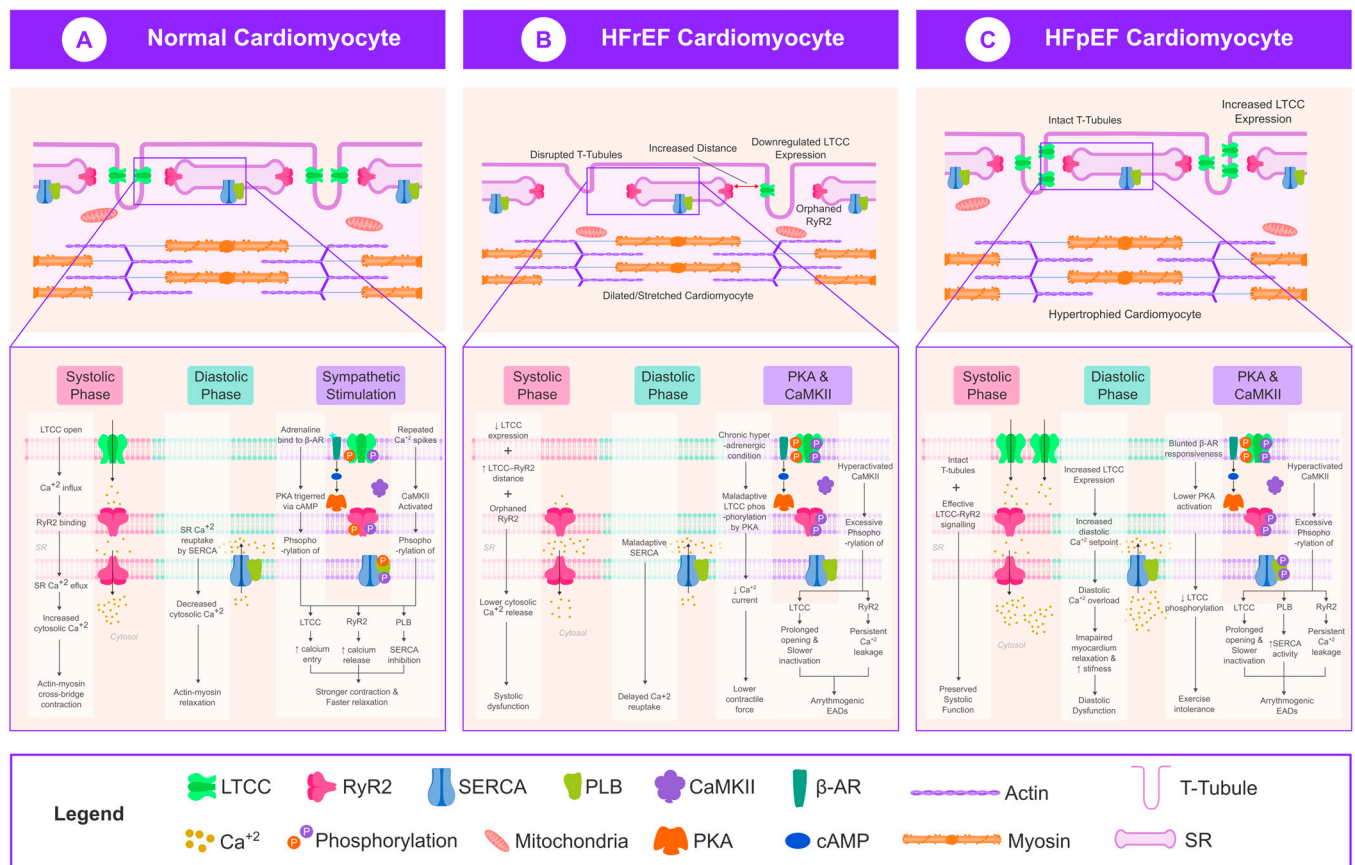 A
Normal Cardiomyocyte
B
HFrEF Cardiomyocyte
C
HFpEF Cardiomyocyte
Disrupted T-Tubules
Increased Distance
Downregulated LTCC
Expression
Orphaned
RyR2
Dilated/Stretched Cardiomyocyte
Intact T-Tubules
Increased LTCC
Expression
Hypertrophied Cardiomyocyte
Systolic
Phase
Diastolic
Phase
Sympathetic
Stimulation
LTCC open
Ca+2 influx
RyR2 binding
SR
SR Ca+2 eflux
Increased
cytosolic Ca+2
Cytosol
Actin-myosin
cross-bridge
contraction
SR Ca+2
reuptake
by SERCA
Decreased
cytosolic Ca+2
Actin-myosin
relaxation
Adrenaline
bind to β-AR
PKA trigerred
via cAMP
Phsopho
-rylation of
Repeated
Ca+2 spikes
CaMKII
Activated
Phsopho
-rylation of
P
P
P
P
P
P
LTCC
RyR2
PLB
↑ calcium
entry
↑ calcium
release
SERCA
inhibition
Stronger contraction &
Faster relaxation
Systolic
Phase
Diastolic
Phase
PKA &
CaMKII
↓ LTCC
expression
+
↑ LTCC–RyR2
distance
+
Orphaned
RyR2
SR
Lower cytosolic
Ca+2 release
Cytosol
Systolic
dysfunction
Maladaptive
SERCA
Delayed Ca+2
reuptake
Chronic hyper
-adrenergic
condition
Maladaptive
LTCC phos
-phorylation
by PKA
↓ Ca+2
current
Lower
contractile
force
P
P
P
P
P
P
Hyperactivated
CaMKII
Excessive
Phsopho
-rylation of
LTCC
RyR2
Prolonged
opening &
Slower
inactivation
Persistent
Ca+2
leakage
Arrythmogenic
EADs
Systolic
Phase
Diastolic
Phase
PKA &
CaMKII
Intact
T-tubules
+
Effective
LTCC-RyR2
signalling
SR
Cytosol
Preserved
Systolic
Function
Increased LTCC
Expression
Increased
diastolic
Ca+2 setpoint
Diastolic
Ca+2 overload
Imapaired
myocardium
relaxation &
↑ stifness
Diastolic
Dysfunction
Blunted β-AR
responsiveness
Lower PKA
activation
↓ LTCC
phosphorylation
Exercise
intolerance
P
P
P
P
P
P
P
P
Hyperactivated
CaMKII
Excessive
Phsopho
-rylation of
LTCC
PLB
RyR2
Prolonged
opening &
Slower
inactivation
↑SERCA
activity
Persistent
Ca+2
leakage
Arrythmogenic
EADs
Legend
LTCC
RyR2
SERCA
PLB
CaMKII
β-AR
Actin
T-Tubule
Ca+2
P
P
Phosphorylation
Mitochondria
PKA
cAMP
Myosin
SR